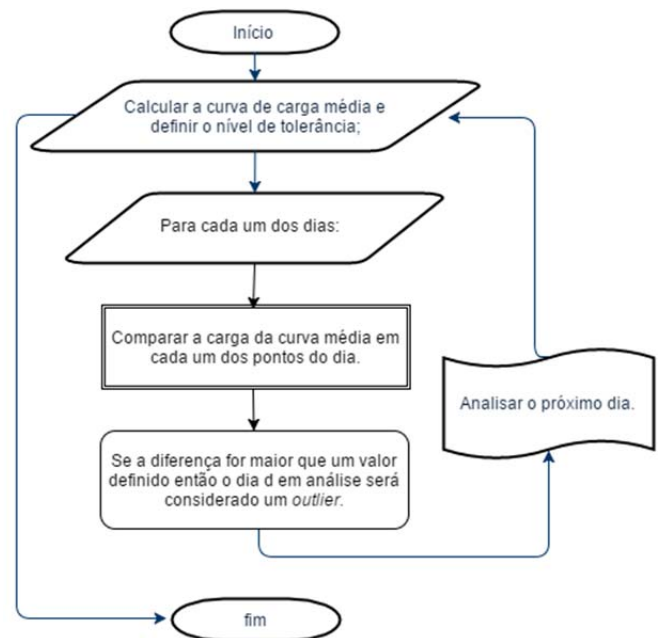 Início
Calcular a curva de carga média e
definir o nível de tolerância;
Para cada um dos dias:
Comparar a carga da curva média em
cada um dos pontos do dia.
Analisar o próximo dia.
Se a diferença for maior que um valor
definido então o dia d em análise será
considerado um outlier.
fim